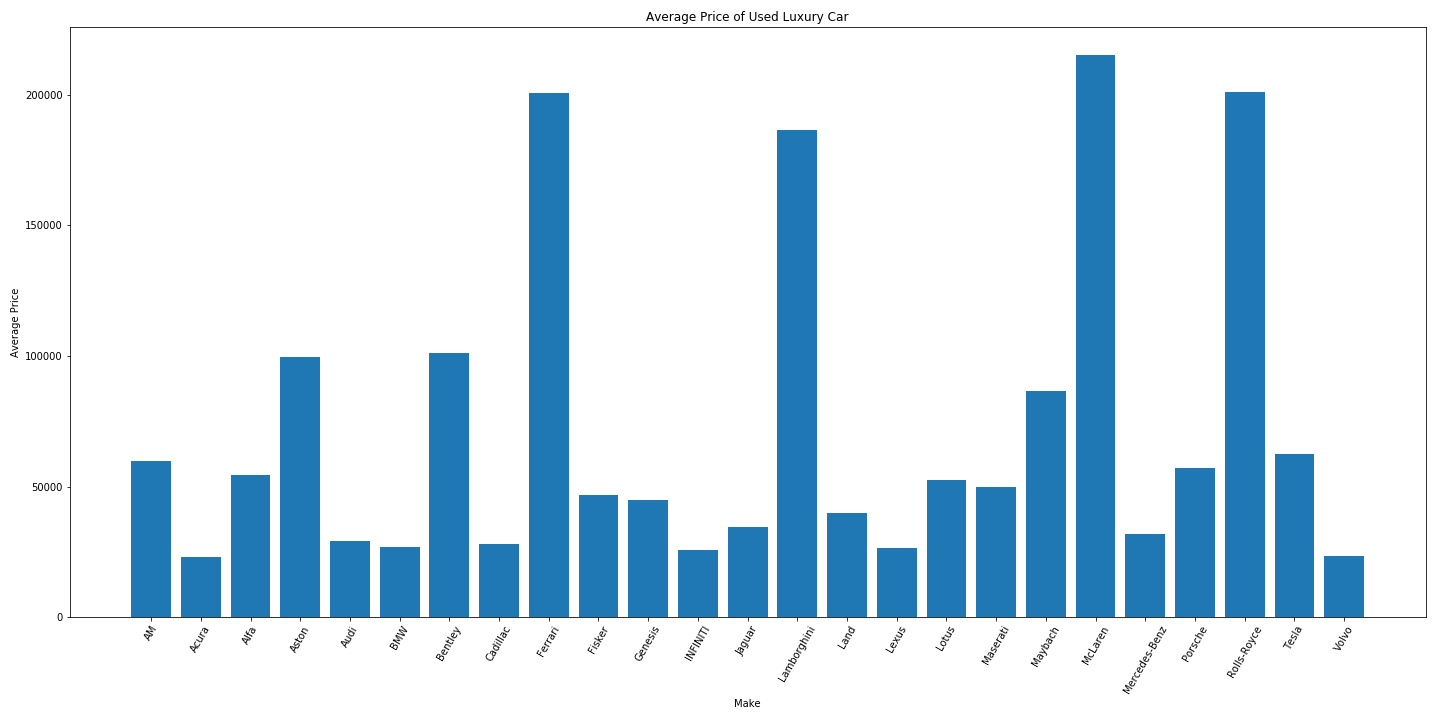 Average Price of Used Luxury Car
Average Price
200000
150000
100000
50000
0
AM
Acura
Alfa
Aston
Audi
BMW
Bentley
Cadillac
Ferrari
Fisker
Genesis
INFINITI
Jaguar
Lamborghini
Land
Lexus
Lotus
Maserati
Maybach
McLaren
Mercedes-Benz
Porsche
Rolls-Royce
Tesla
Volvo
Make